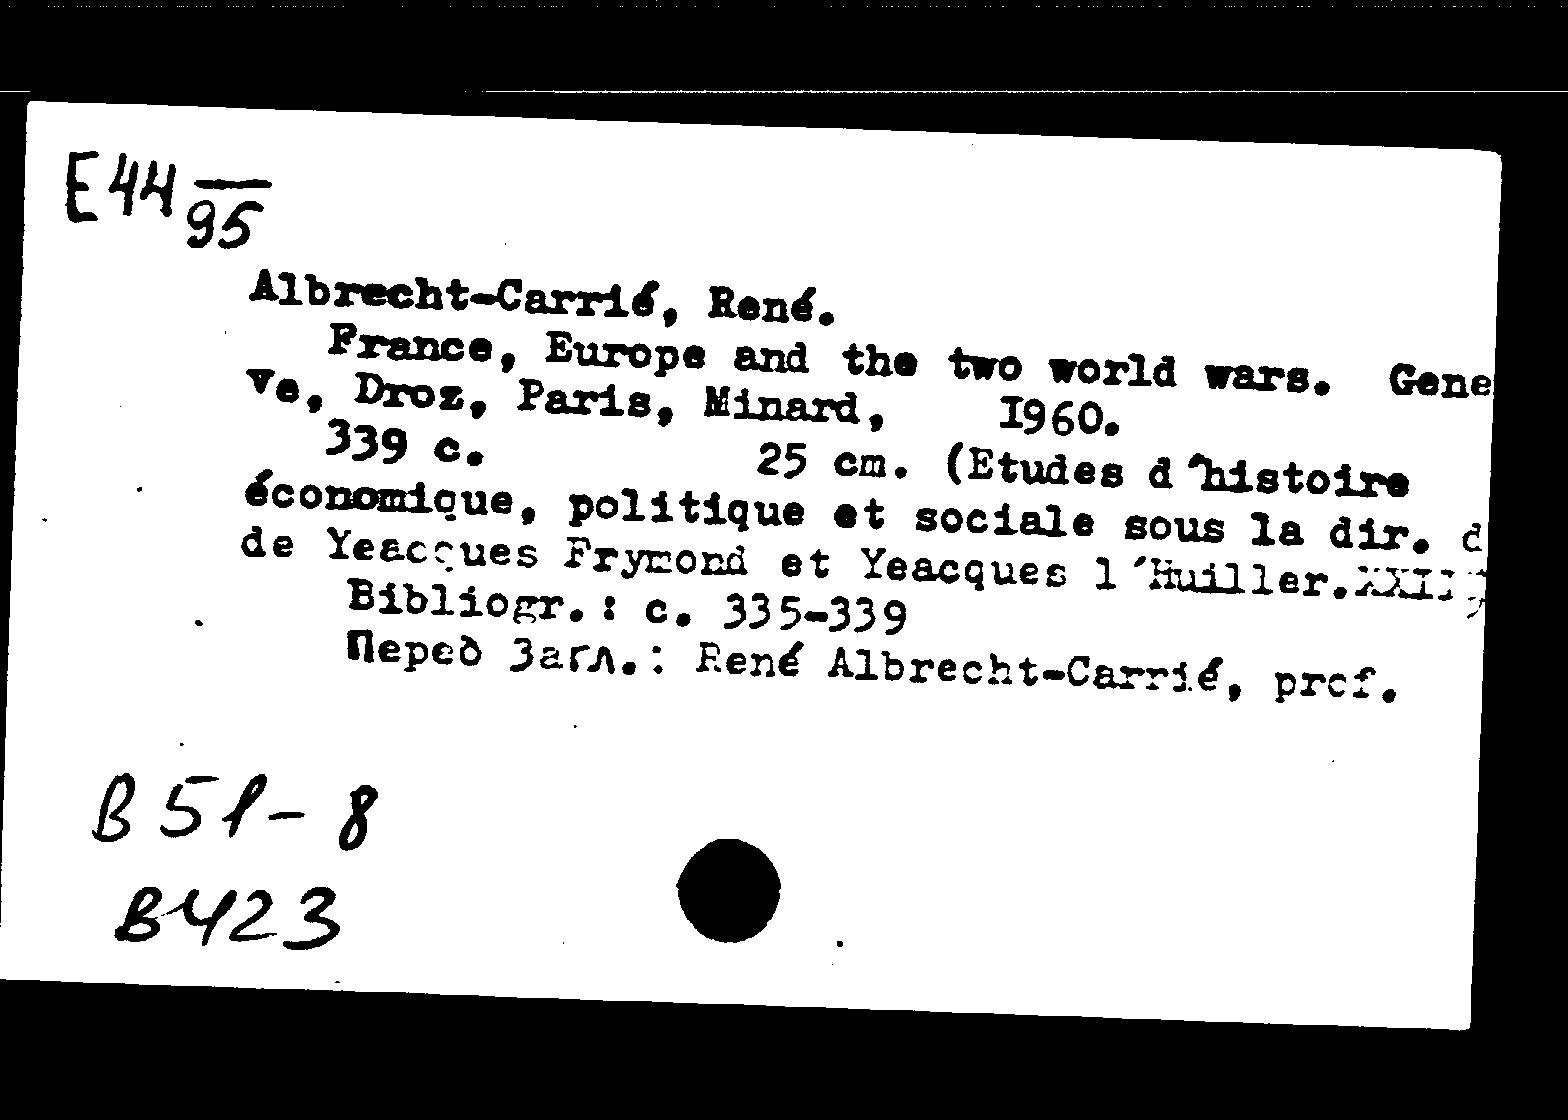 E44 —
95
Albrecht-Carrié, René.
France, Europe and the two world wars. Gene
ve, Droz, Paris, Minard, I960.
339 c. 25 cm. (Etudes d'histoire
économique, politique et sociale sous la dir. d
de Yeacques Frymond et Yeacques l'Huiller.XXII
Bibliogr.: c. 335-339
Перед Загл.: René Albrecht-Carrié, prof.
B 51-8
B423